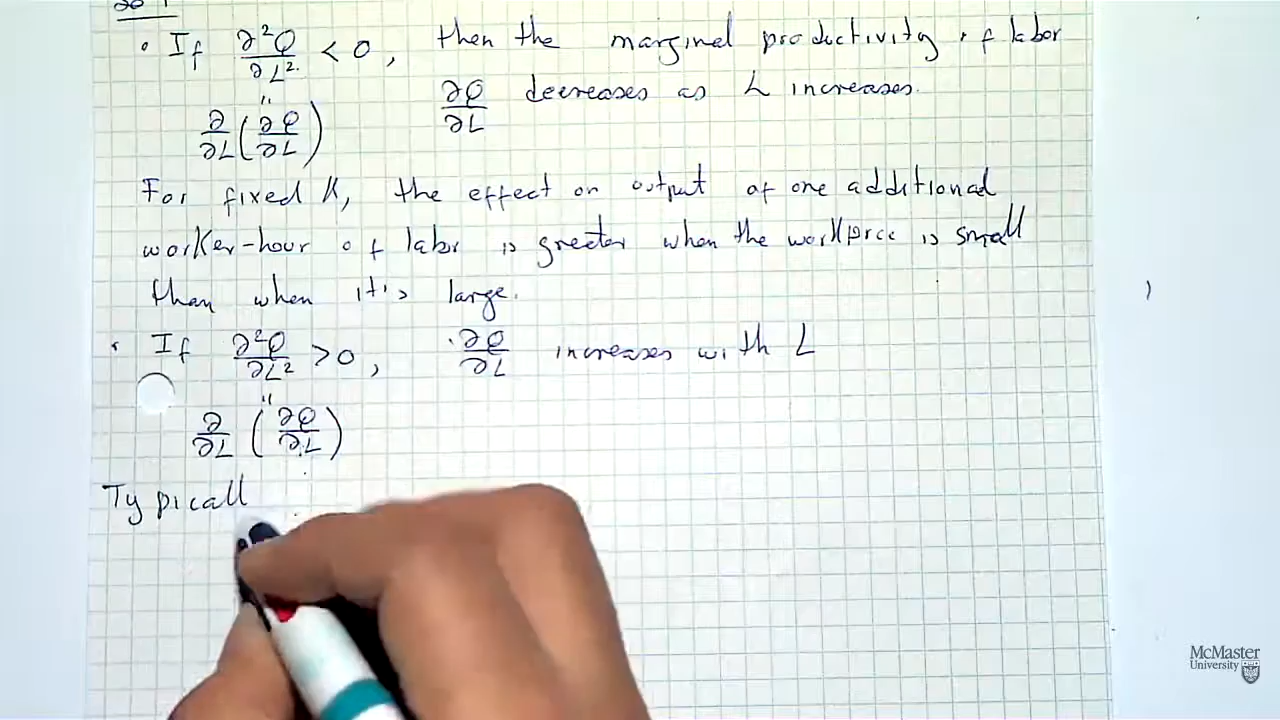 • If ∂²Q/∂L² < 0, then the marginal productivity of labor
∂Q/∂L decreases as L increases.
∂/∂L (∂Q/∂L)
For fixed K, the effect on output of one additional
worker-hour of labor is greater when the workforce is small
than when it's large.
• If ∂²Q/∂L² > 0, ∂Q/∂L increases with L
∂/∂L (∂Q/∂L)
Typicall
McMaster
University